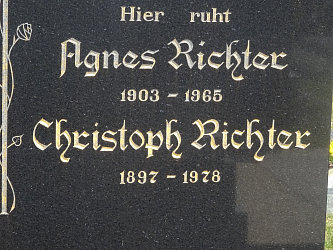 Hier ruht
Agnes Richter
1903 – 1965
Christoph Richter
1897 – 1978